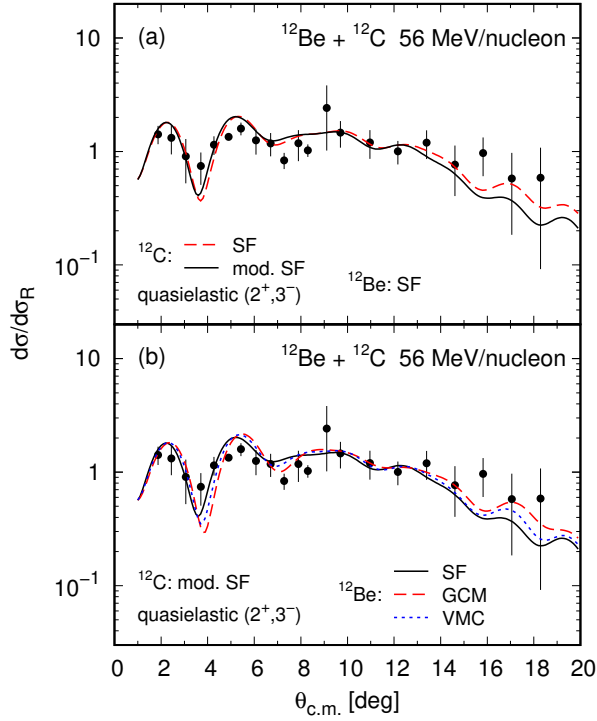 10
(a)
¹²Be + ¹²C 56 MeV/nucleon
1
¹²C:
SF
mod. SF
¹²Be: SF
quasielastic (2⁺,3⁻)
10⁻¹
dσ/dσ_R
(b)
¹²Be + ¹²C 56 MeV/nucleon
10
1
¹²C: mod. SF
quasielastic (2⁺,3⁻)
¹²Be:
SF
GCM
VMC
10⁻¹
0 2 4 6 8 10 12 14 16 18 20
θ_c.m. [deg]